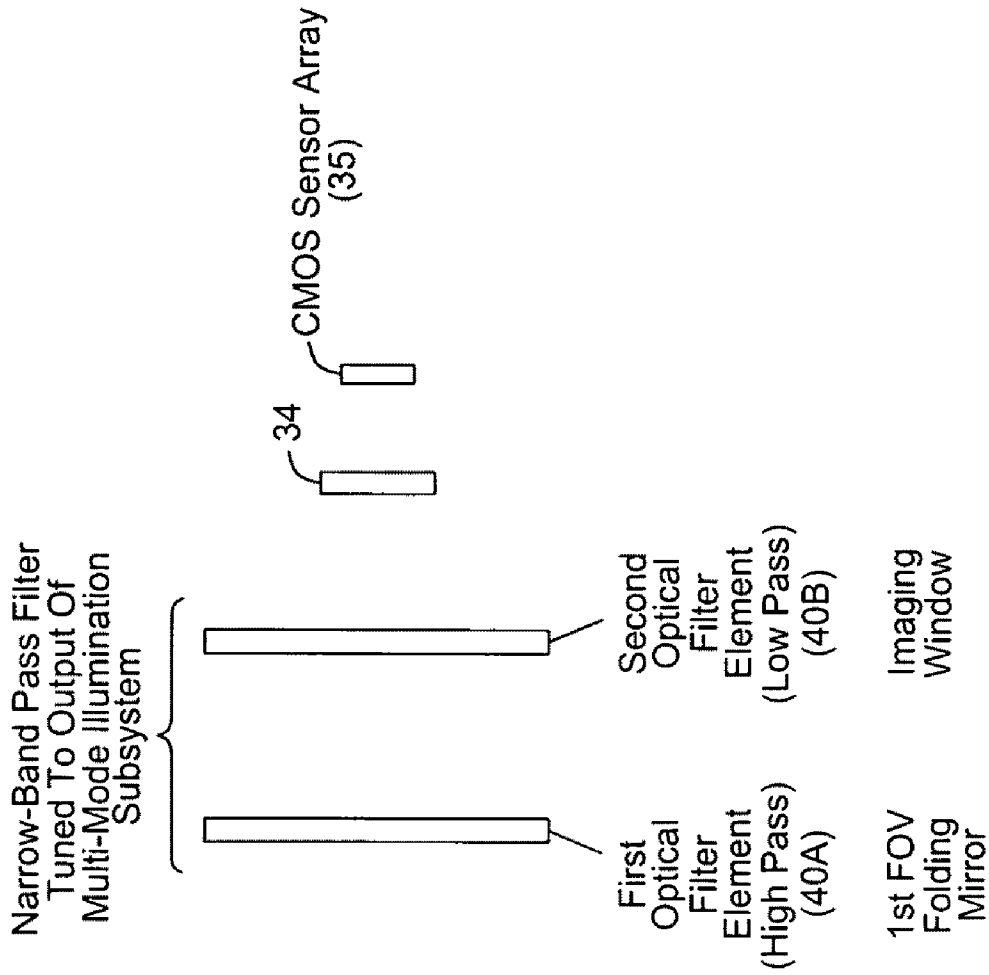 Narrow-Band Pass Filter
Tuned To Output Of
Multi-Mode Illumination
Subsystem
34
CMOS Sensor Array
(35)
First
Optical
Filter
Element
(High Pass)
(40A)
Second
Optical
Filter
Element
(Low Pass)
(40B)
1st FOV
Folding
Mirror
Imaging
Window